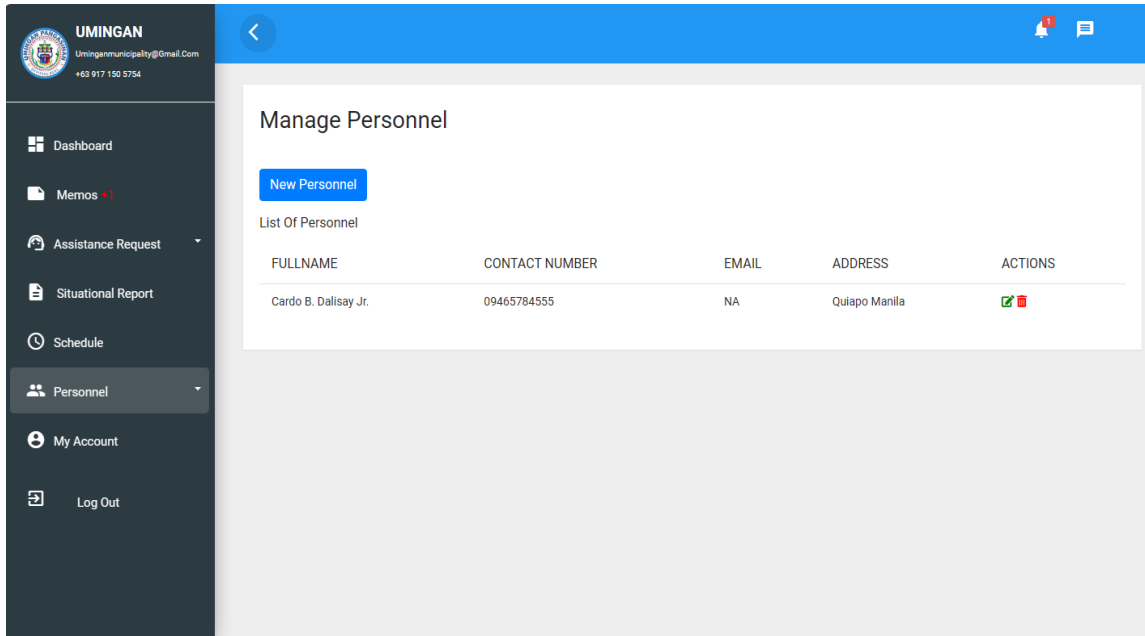 UMINGAN
Uminganmunicipality@Gmail.Com
+63 917 150 5754
1
Dashboard
Memos +1
Assistance Request
Situational Report
Schedule
Personnel
My Account
Log Out
Manage Personnel
New Personnel
List Of Personnel
FULLNAME CONTACT NUMBER EMAIL ADDRESS ACTIONS
Cardo B. Dalisay Jr. 09465784555 NA Quiapo Manila